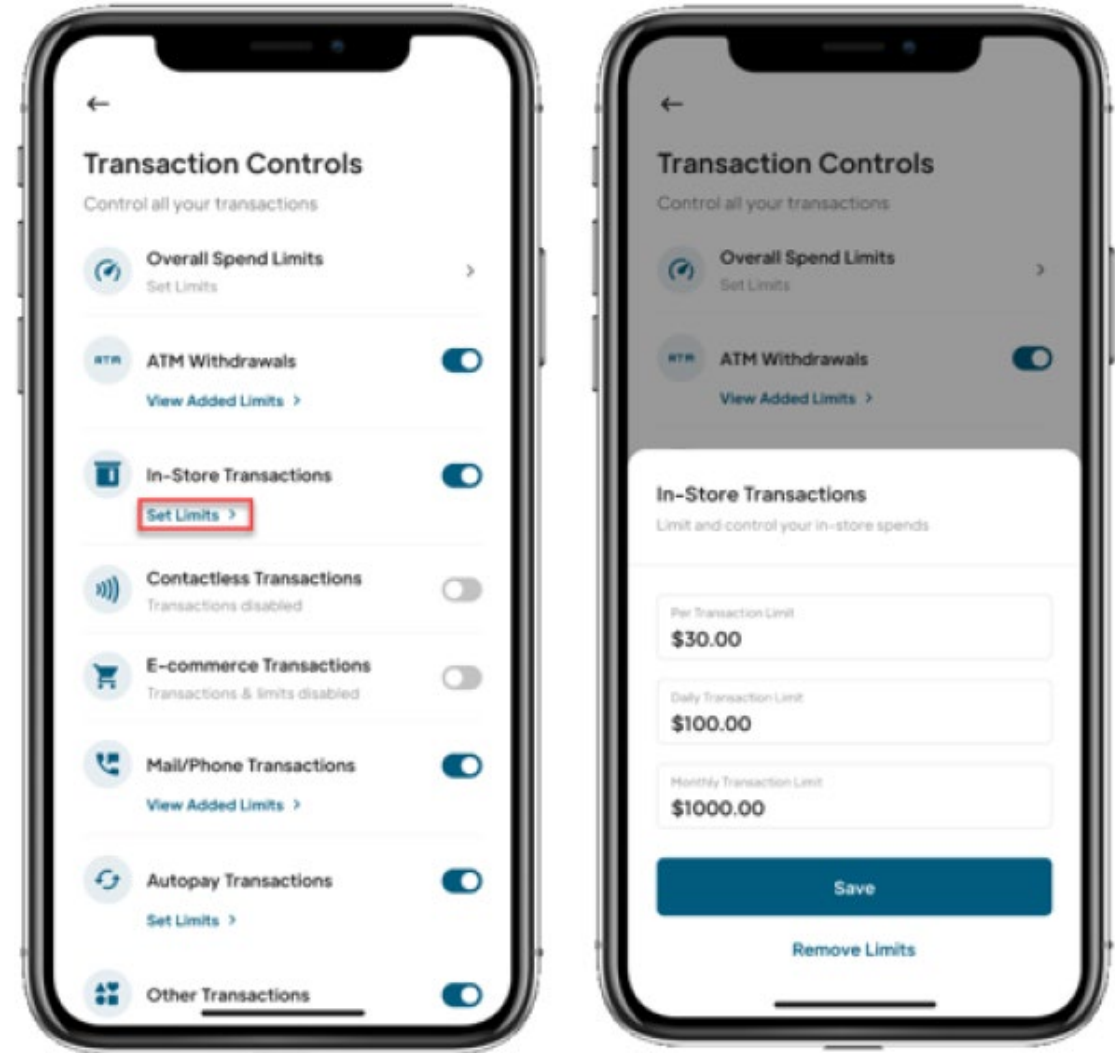 Transaction Controls
Control all your transactions
Overall Spend Limits
Set Limits
ATM
ATM Withdrawals
View Added Limits
In-Store Transactions
Set Limits
Contactless Transactions
Transactions disabled
E-commerce Transactions
Transactions & limits disabled
Mail/Phone Transactions
View Added Limits
Autopay Transactions
Set Limits
Other Transactions
Transaction Controls
Control all your transactions
Overall Spend Limits
Set Limits
ATM
ATM Withdrawals
View Added Limits
In-Store Transactions
Limit and control your in-store spends
Per Transaction Limit
$30.00
Daily Transaction Limit
$100.00
Monthly Transaction Limit
$1000.00
Save
Remove Limits